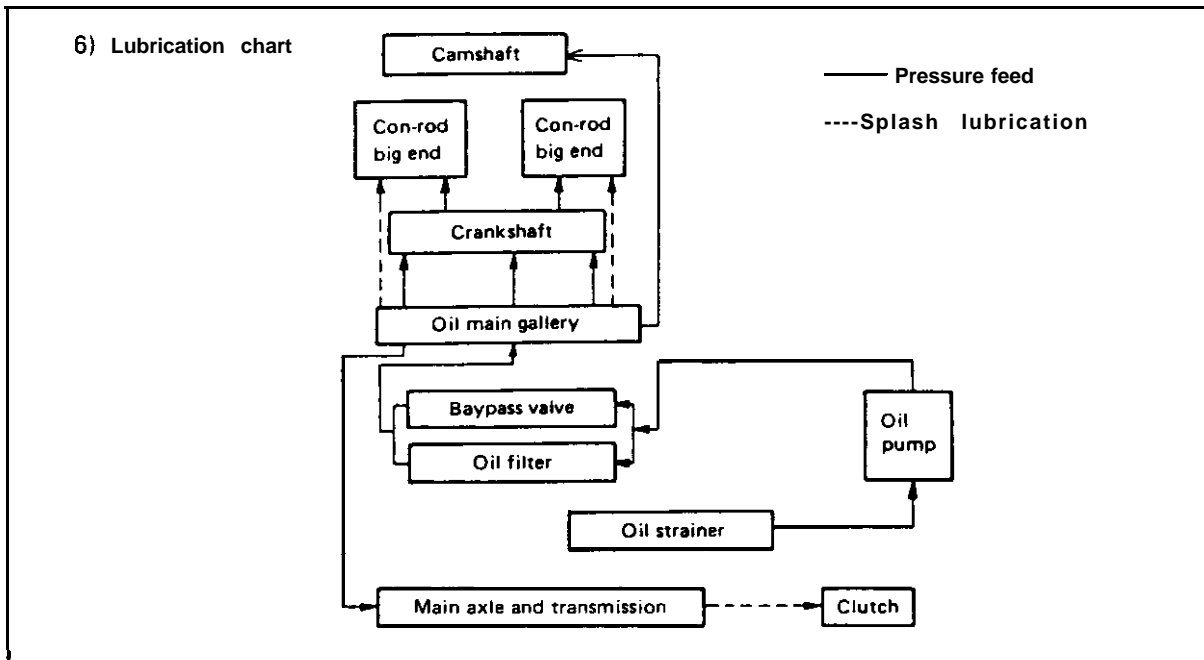 6) Lubrication chart
Camshaft
Pressure feed
Splash lubrication
Con-rod
big end
Con-rod
big end
Crankshaft
Oil main gallery
Baypass valve
Oil filter
Oil
pump
Oil strainer
Main axle and transmission
Clutch